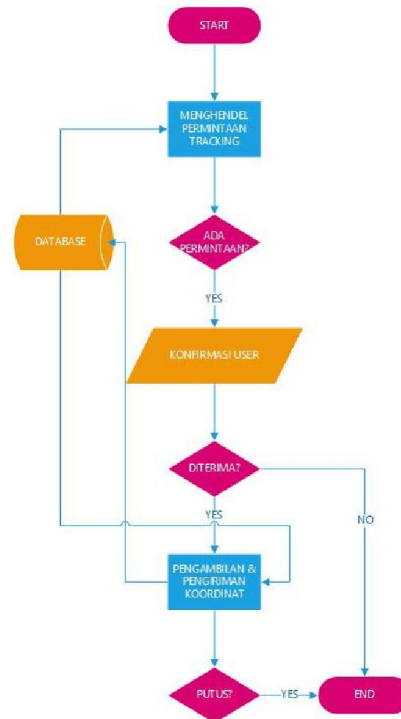 START
MENGHENDEL
PERMINTAAN
TRACKING
DATABASE
ADA
PERMINTAAN?
YES
KONFIRMASI USER
DITERIMA?
YES
NO
PENGAMBILAN &
PENGIRIMAN
KOORDINAT
PUTUS?
YES
END